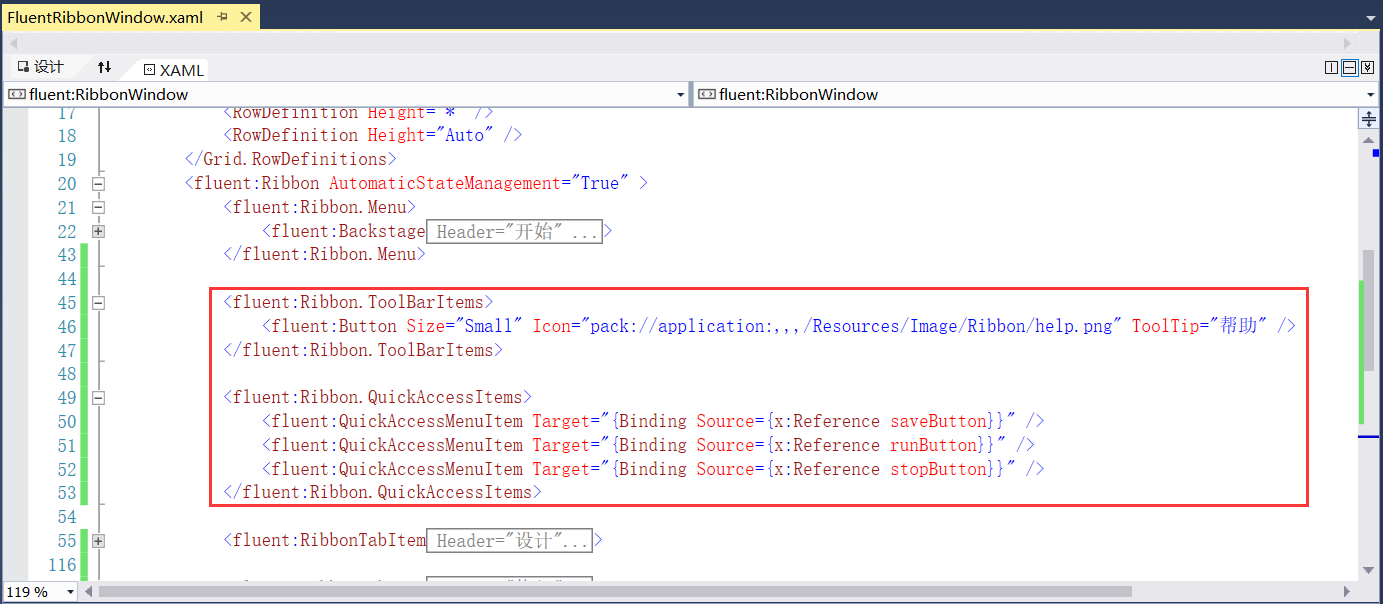 FluentRibbonWindow.xaml
设计 XAML
fluent:RibbonWindow fluent:RibbonWindow
17 <RowDefinition Height="*" />
18 <RowDefinition Height="Auto" />
19 </Grid.RowDefinitions>
20 <fluent:Ribbon AutomaticStateManagement="True" >
21 <fluent:Ribbon.Menu>
22 <fluent:Backstage Header="开始" ...>
43 </fluent:Ribbon.Menu>
44
45 <fluent:Ribbon.ToolBarItems>
46 <fluent:Button Size="Small" Icon="pack://application:,,,/Resources/Image/Ribbon/help.png" ToolTip="帮助" />
47 </fluent:Ribbon.ToolBarItems>
48
49 <fluent:Ribbon.QuickAccessItems>
50 <fluent:QuickAccessMenuItem Target="{Binding Source={x:Reference saveButton}}" />
51 <fluent:QuickAccessMenuItem Target="{Binding Source={x:Reference runButton}}" />
52 <fluent:QuickAccessMenuItem Target="{Binding Source={x:Reference stopButton}}" />
53 </fluent:Ribbon.QuickAccessItems>
54
55 <fluent:RibbonTabItem Header="设计"...>
116
119 %